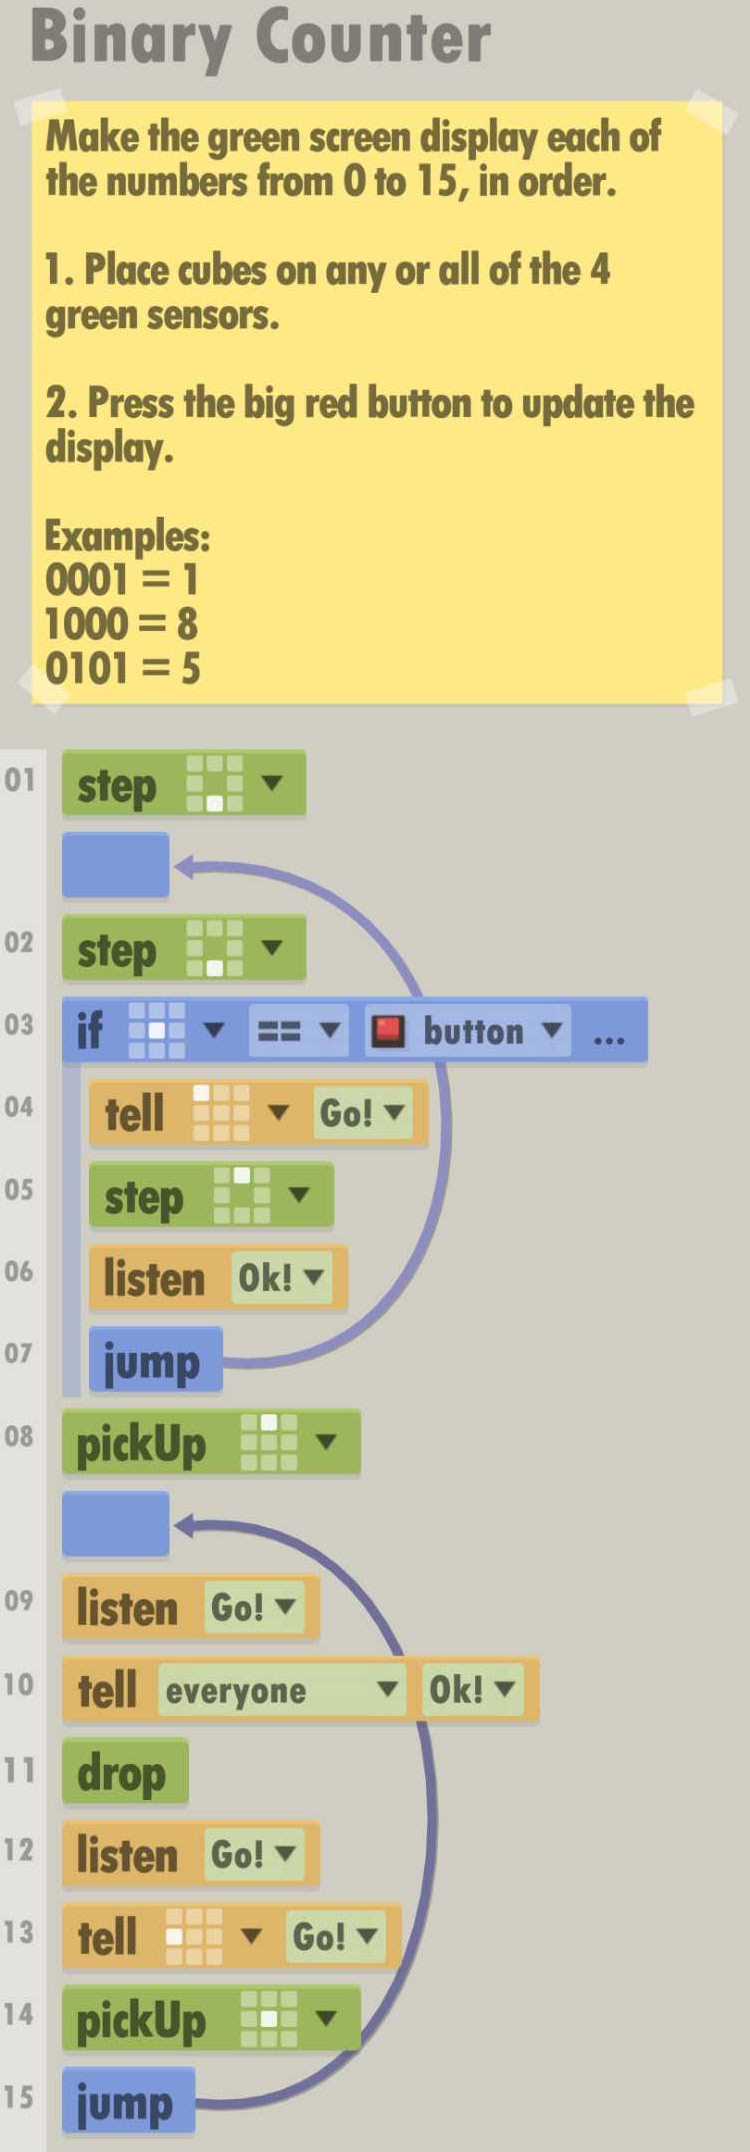 Binary Counter
Make the green screen display each of
the numbers from 0 to 15, in order.
1. Place cubes on any or all of the 4
green sensors.
2. Press the big red button to update the
display.
Examples:
0001 = 1
1000 = 8
0101 = 5
01 step
02 step
03 if == button ...
04 tell Go!
05 step
06 listen Ok!
07 jump
08 pickUp
09 listen Go!
10 tell everyone Ok!
11 drop
12 listen Go!
13 tell Go!
14 pickUp
15 jump